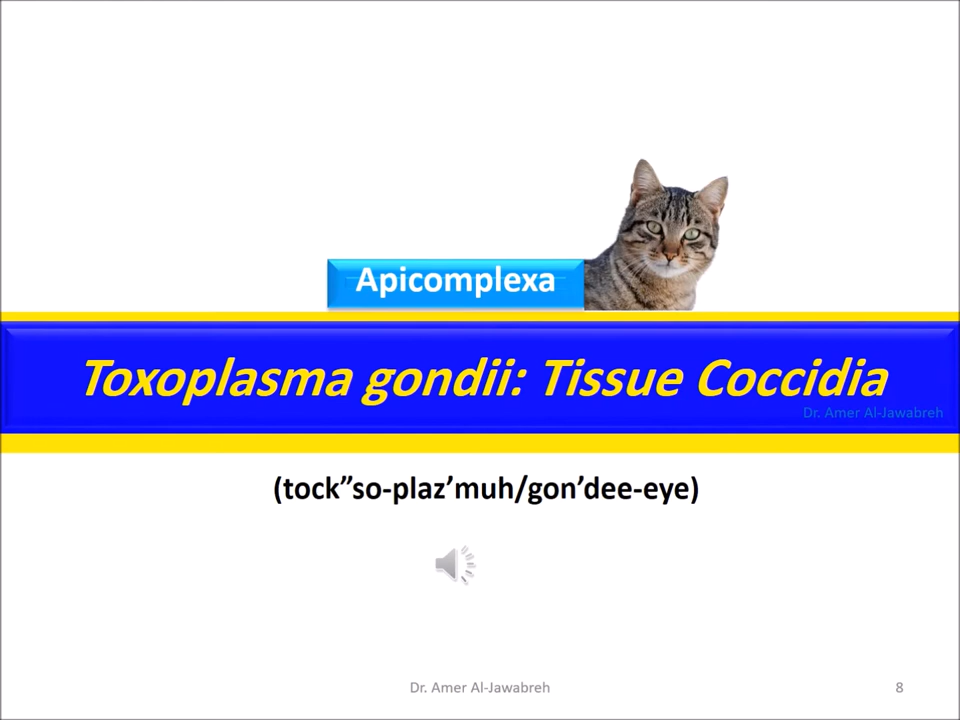 Apicomplexa
Toxoplasma gondii: Tissue Coccidia
Dr. Amer Al-Jawabreh
(tock”so-plaz’muh/gon’dee-eye)
Dr. Amer Al-Jawabreh
8